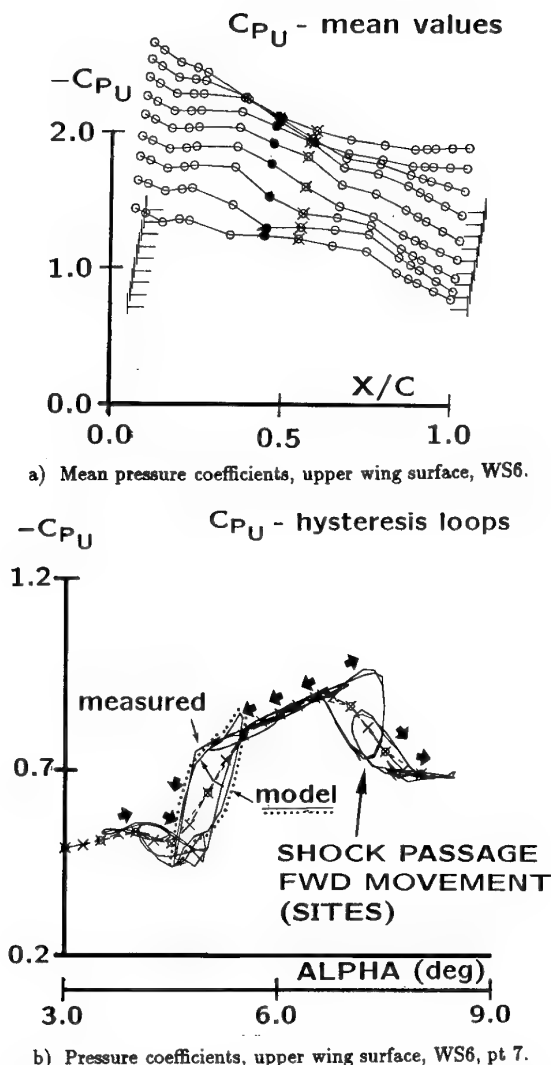 C_PU - mean values
-C_PU
2.0
1.0
0.0
X/C
0.0 0.5 1.0
a) Mean pressure coefficients, upper wing surface, WS6.
C_PU - hysteresis loops
-C_PU
1.2
measured
0.7
model
SHOCK PASSAGE
FWD MOVEMENT
(SITES)
0.2
ALPHA (deg)
3.0 6.0 9.0
b) Pressure coefficients, upper wing surface, WS6, pt 7.